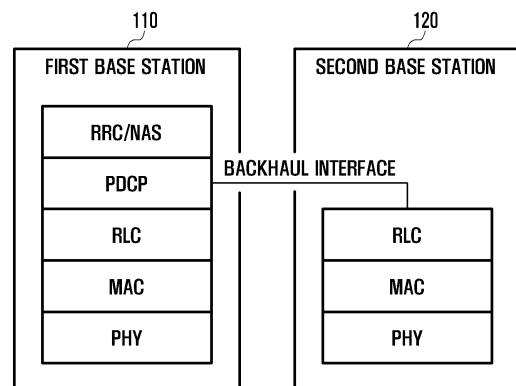 110
120
FIRST BASE STATION
SECOND BASE STATION
RRC/NAS
PDCP
BACKHAUL INTERFACE
RLC
MAC
PHY
RLC
MAC
PHY